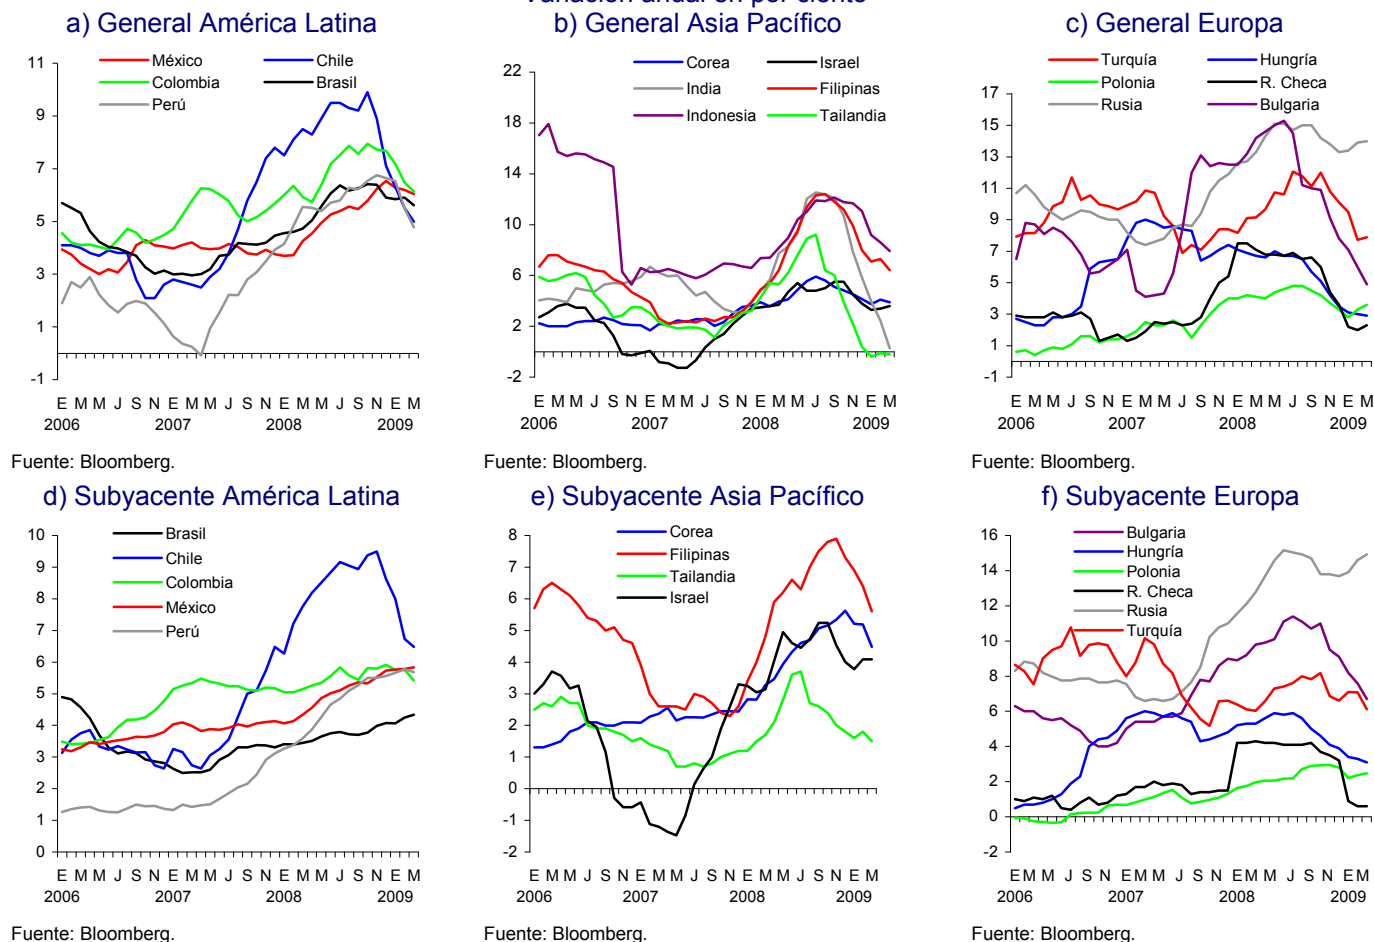 Variación anual en por ciento
a) General América Latina
México
Chile
Colombia
Brasil
Perú
11
9
7
5
3
1
-1
E M M J S N E M M J S N E M M J S N E M
2006 2007 2008 2009
Fuente: Bloomberg.
b) General Asia Pacífico
Corea
Israel
India
Filipinas
Indonesia
Tailandia
22
18
14
10
6
2
-2
E M M J S N E M M J S N E M M J S N E M
2006 2007 2008 2009
Fuente: Bloomberg.
c) General Europa
Turquía
Hungría
Polonia
R. Checa
Rusia
Bulgaria
17
15
13
11
9
7
5
3
1
-1
E M M J S N E M M J S N E M M J S N E M
2006 2007 2008 2009
Fuente: Bloomberg.
d) Subyacente América Latina
Brasil
Chile
Colombia
México
Perú
10
9
8
7
6
5
4
3
2
1
0
E M M J S N E M M J S N E M M J S N E M
2006 2007 2008 2009
Fuente: Bloomberg.
e) Subyacente Asia Pacífico
Corea
Filipinas
Tailandia
Israel
8
7
6
5
4
3
2
1
0
-1
-2
E M M J S N E M M J S N E M M J S N E M
2006 2007 2008 2009
Fuente: Bloomberg.
f) Subyacente Europa
Bulgaria
Hungría
Polonia
R. Checa
Rusia
Turquía
16
14
12
10
8
6
4
2
0
-2
E M M J S N E M M J S N E M M J S N E M
2006 2007 2008 2009
Fuente: Bloomberg.